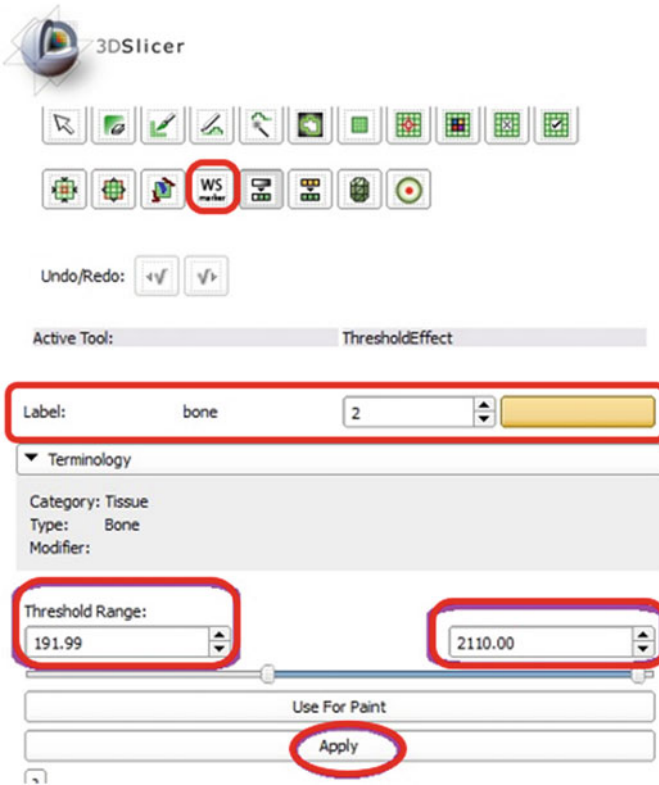 3DSlicer
WS
marker
Undo/Redo:
Active Tool: ThresholdEffect
Label: bone 2
Terminology
Category: Tissue
Type: Bone
Modifier:
Threshold Range:
191.99 2110.00
Use For Paint
Apply